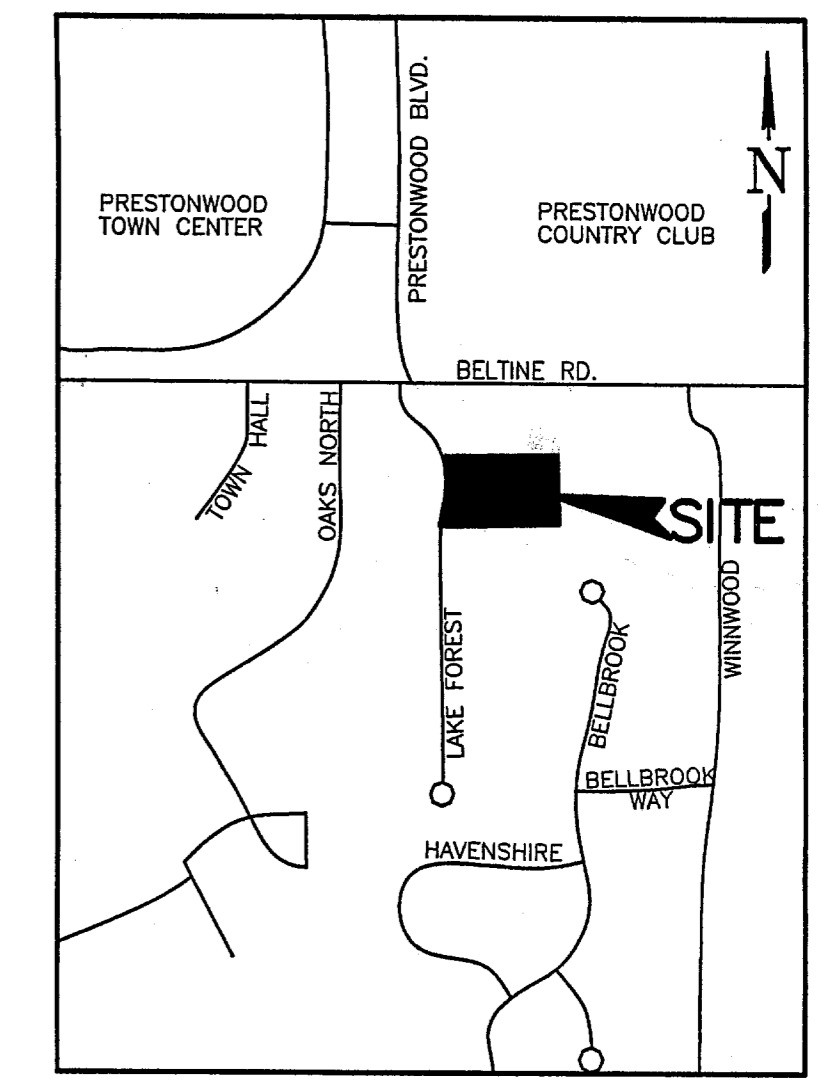 PRESTONWOOD BLVD.
N
PRESTONWOOD
TOWN CENTER
PRESTONWOOD
COUNTRY CLUB
BELTINE RD.
TOWN HALL
OAKS NORTH
SITE
WINNWOOD
LAKE FOREST
BELLBROOK
BELLBROOK
WAY
HAVENSHIRE